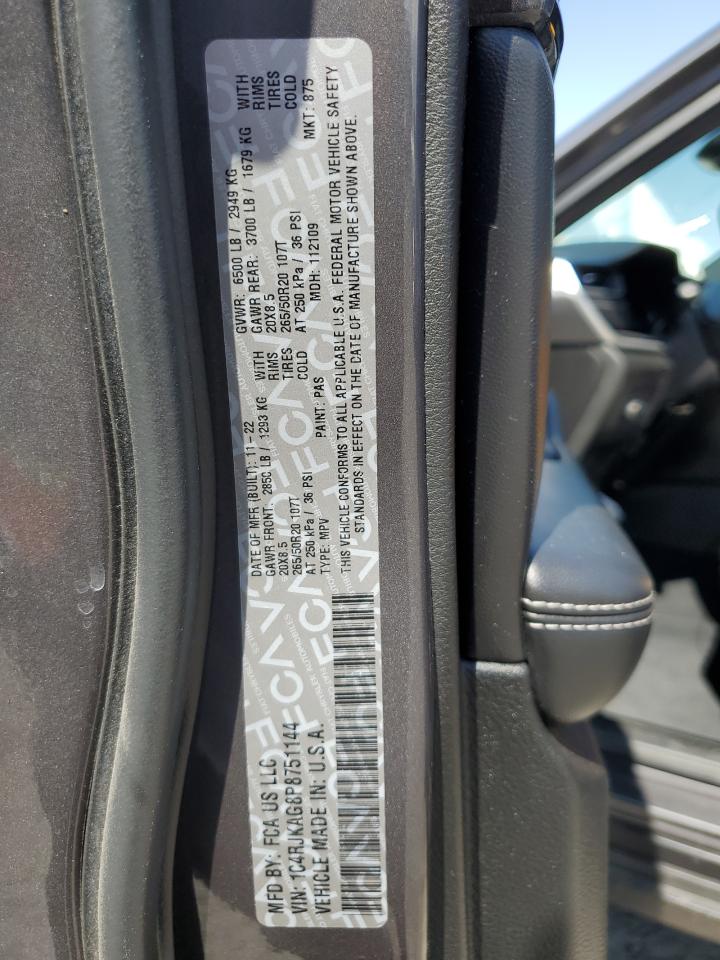 MFD BY: FCA US LLC
DATE OF MFR (BUILT): 11-22
GVWR: 6500 LB / 2949 KG
VIN: 1C4RJKAG8P8751144
GAWR FRONT: 2850 LB / 1293 KG WITH
GAWR REAR: 3700 LB / 1679 KG WITH
VEHICLE MADE IN: U.S.A.
20X8.5 RIMS
20X8.5 RIMS
265/50R20 107T TIRES
265/50R20 107T TIRES
AT 250 kPa / 36 PSI COLD
AT 250 kPa / 36 PSI COLD
TYPE: MPV PAINT: PAS MDH: 112109 MKT: 875
THIS VEHICLE CONFORMS TO ALL APPLICABLE U.S.A. FEDERAL MOTOR VEHICLE SAFETY
STANDARDS IN EFFECT ON THE DATE OF MANUFACTURE SHOWN ABOVE.